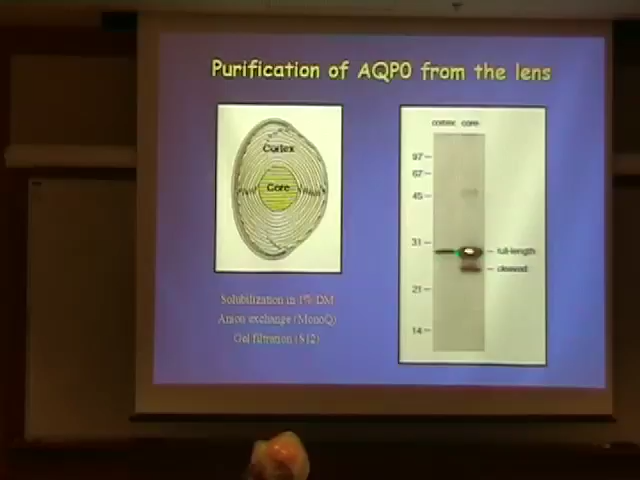 Purification of AQP0 from the lens
Cortex
Core
Solubilization in 1% DM
Anion exchange (MonoQ)
Gel filtration (S12)
cortex core
97
67
45
31
21
14
full-length
cleaved